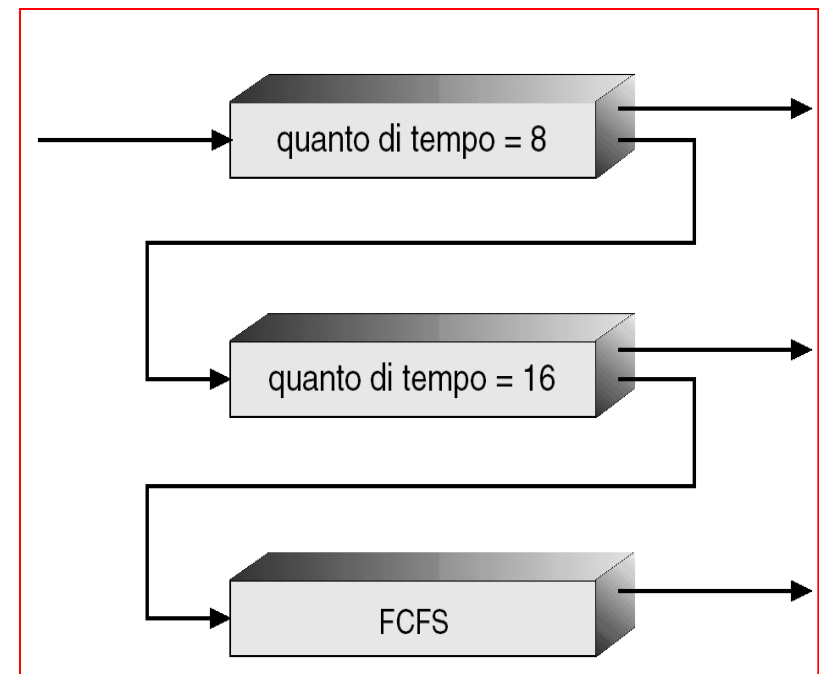 quanto di tempo = 8
quanto di tempo = 16
FCFS